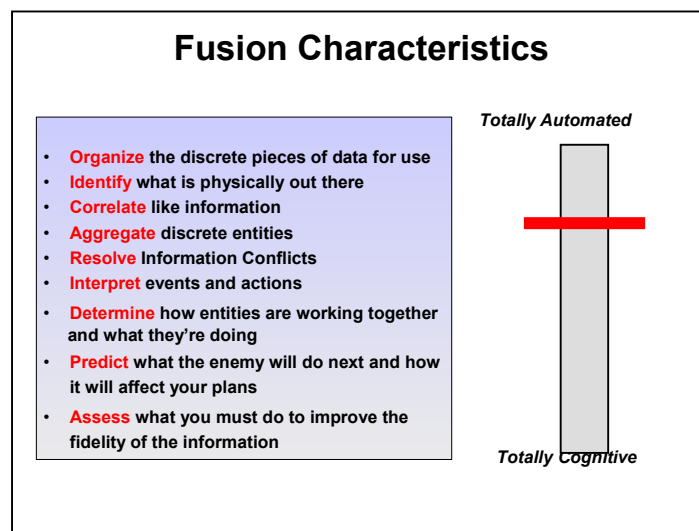 Fusion Characteristics
Totally Automated
• Organize the discrete pieces of data for use
• Identify what is physically out there
• Correlate like information
• Aggregate discrete entities
• Resolve Information Conflicts
• Interpret events and actions
• Determine how entities are working together
and what they're doing
• Predict what the enemy will do next and how
it will affect your plans
• Assess what you must do to improve the
fidelity of the information
Totally Cognitive